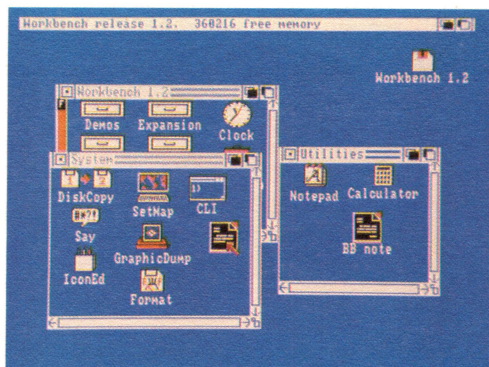 Workbench release 1.2.  360216 free memory
Workbench 1.2
Workbench 1.2
Demos
Expansion
Clock
System
DiskCopy
SetMap
CLI
Say
GraphicDump
IconEd
Format
Utilities
Notepad
Calculator
BB note